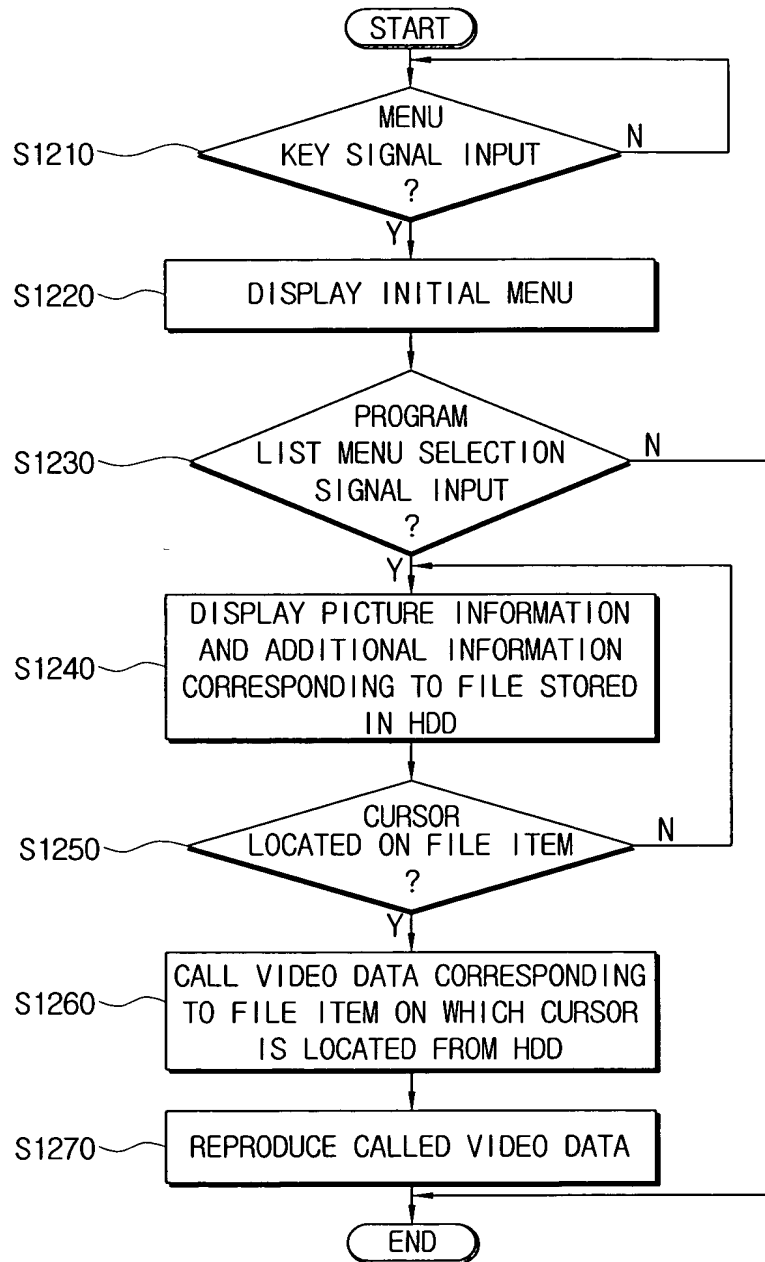 START
MENU
KEY SIGNAL INPUT
?
N
S1210
Y
DISPLAY INITIAL MENU
S1220
PROGRAM
LIST MENU SELECTION
SIGNAL INPUT
?
N
S1230
Y
DISPLAY PICTURE INFORMATION
AND ADDITIONAL INFORMATION
CORRESPONDING TO FILE STORED
IN HDD
S1240
CURSOR
LOCATED ON FILE ITEM
?
N
S1250
Y
CALL VIDEO DATA CORRESPONDING
TO FILE ITEM ON WHICH CURSOR
IS LOCATED FROM HDD
S1260
REPRODUCE CALLED VIDEO DATA
S1270
END